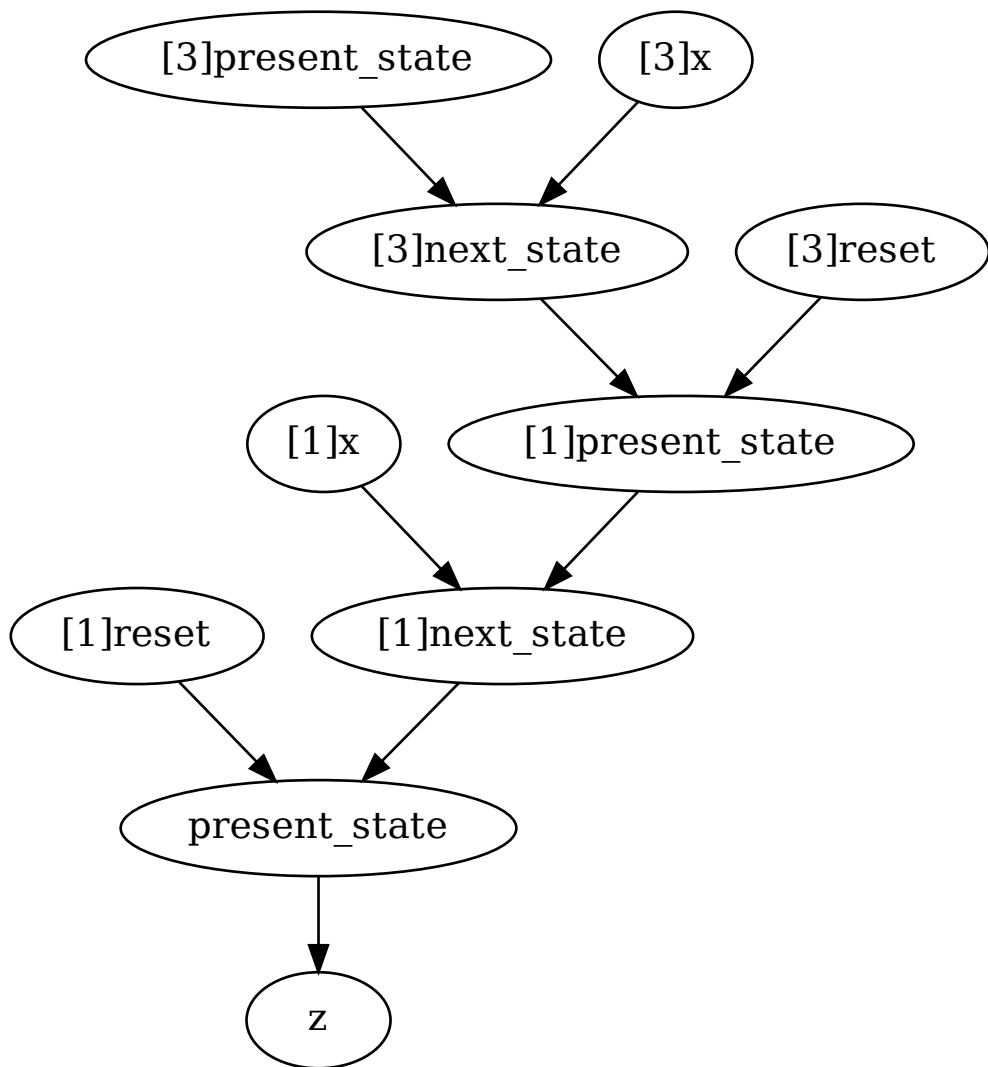 [3]present_state
[3]x
[3]next_state
[3]reset
[1]x
[1]present_state
[1]reset
[1]next_state
present_state
z